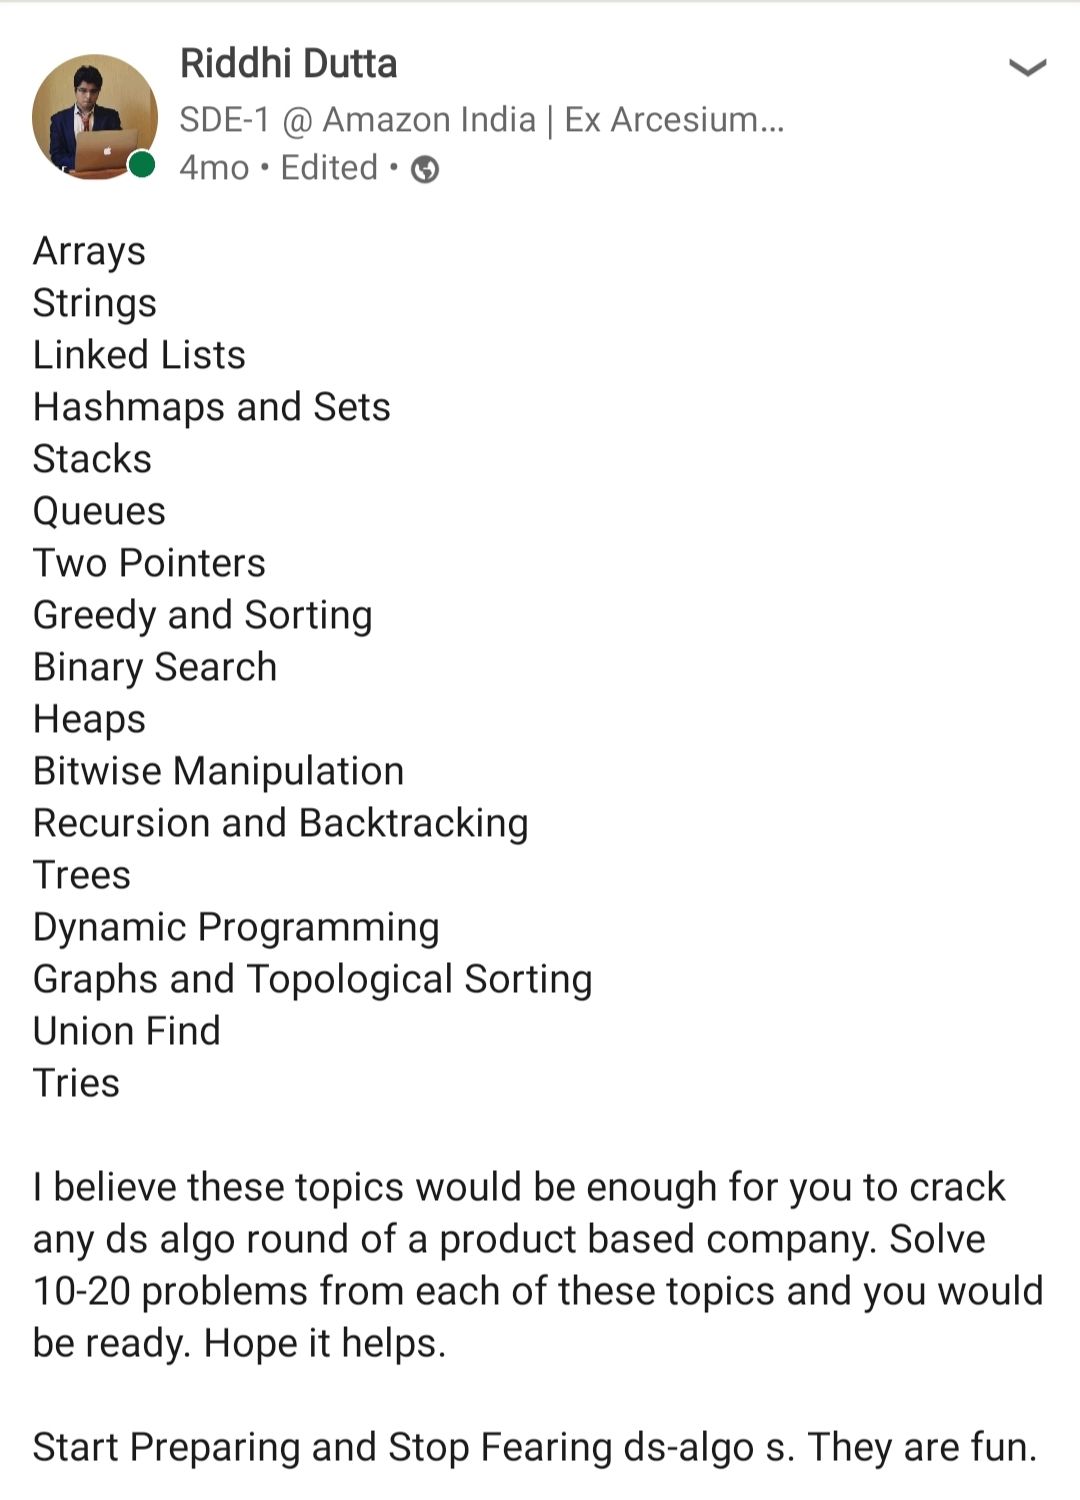 Riddhi Dutta
SDE-1 @ Amazon India | Ex Arcesium...
4mo • Edited •
Arrays
Strings
Linked Lists
Hashmaps and Sets
Stacks
Queues
Two Pointers
Greedy and Sorting
Binary Search
Heaps
Bitwise Manipulation
Recursion and Backtracking
Trees
Dynamic Programming
Graphs and Topological Sorting
Union Find
Tries
I believe these topics would be enough for you to crack
any ds algo round of a product based company. Solve
10-20 problems from each of these topics and you would
be ready. Hope it helps.
Start Preparing and Stop Fearing ds-algo s. They are fun.